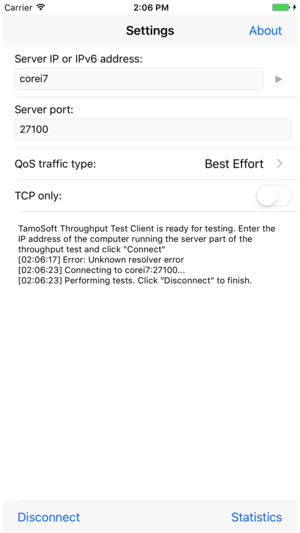 Carrier 2:06 PM
Settings About
Server IP or IPv6 address:
corei7
Server port:
27100
QoS traffic type: Best Effort
TCP only:
TamoSoft Throughput Test Client is ready for testing. Enter the
IP address of the computer running the server part of the
throughput test and click "Connect"
[02:06:17] Error: Unknown resolver error
[02:06:23] Connecting to corei7:27100...
[02:06:23] Performing tests. Click "Disconnect" to finish.
Disconnect Statistics